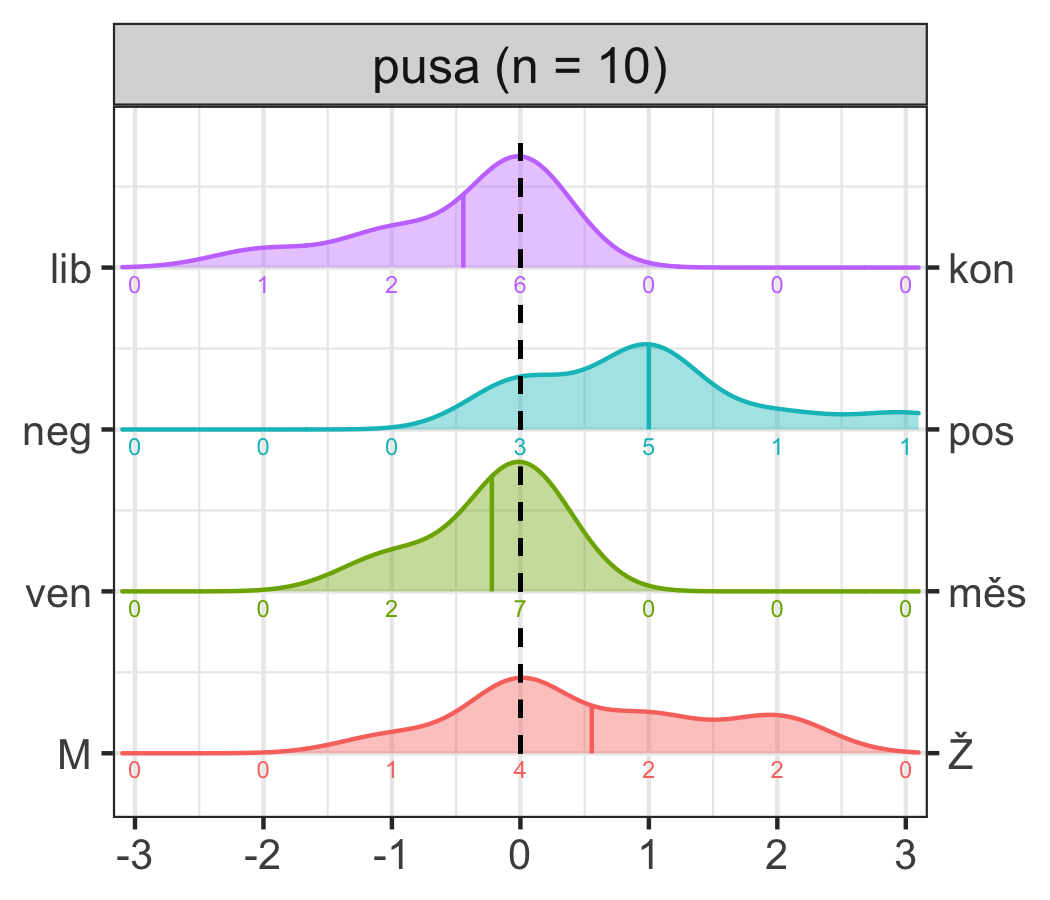 pusa (n = 10)
lib kon
0 1 2 6 0 0 0
neg pos
0 0 0 3 5 1 1
ven měs
0 0 2 7 0 0 0
M Ž
0 0 1 4 2 2 0
-3 -2 -1 0 1 2 3